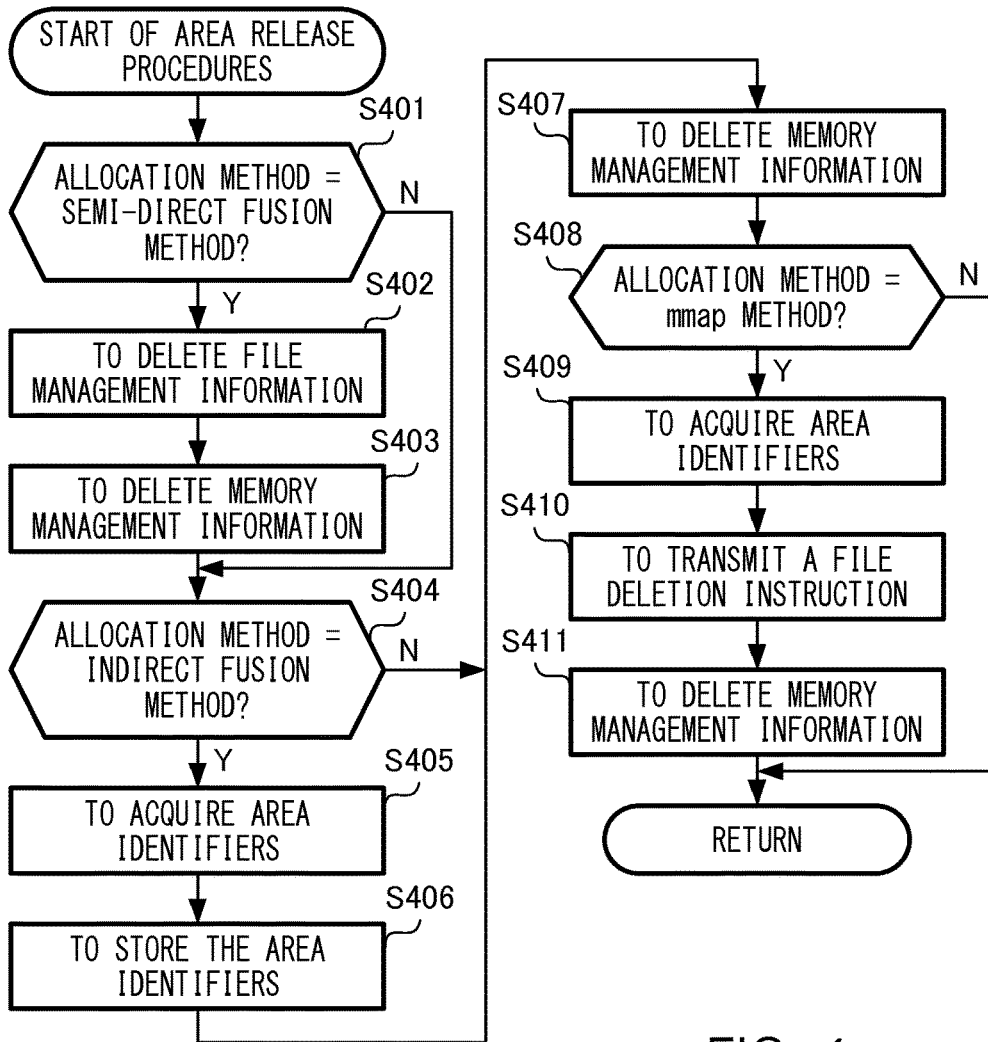 START OF AREA RELEASE
PROCEDURES
S401
ALLOCATION METHOD =
SEMI-DIRECT FUSION
METHOD?
N
Y
S402
TO DELETE FILE
MANAGEMENT INFORMATION
S403
TO DELETE MEMORY
MANAGEMENT INFORMATION
S404
ALLOCATION METHOD =
INDIRECT FUSION
METHOD?
N
Y
S405
TO ACQUIRE AREA
IDENTIFIERS
S406
TO STORE THE AREA
IDENTIFIERS
S407
TO DELETE MEMORY
MANAGEMENT INFORMATION
S408
ALLOCATION METHOD =
mmap METHOD?
N
Y
S409
TO ACQUIRE AREA
IDENTIFIERS
S410
TO TRANSMIT A FILE
DELETION INSTRUCTION
S411
TO DELETE MEMORY
MANAGEMENT INFORMATION
RETURN